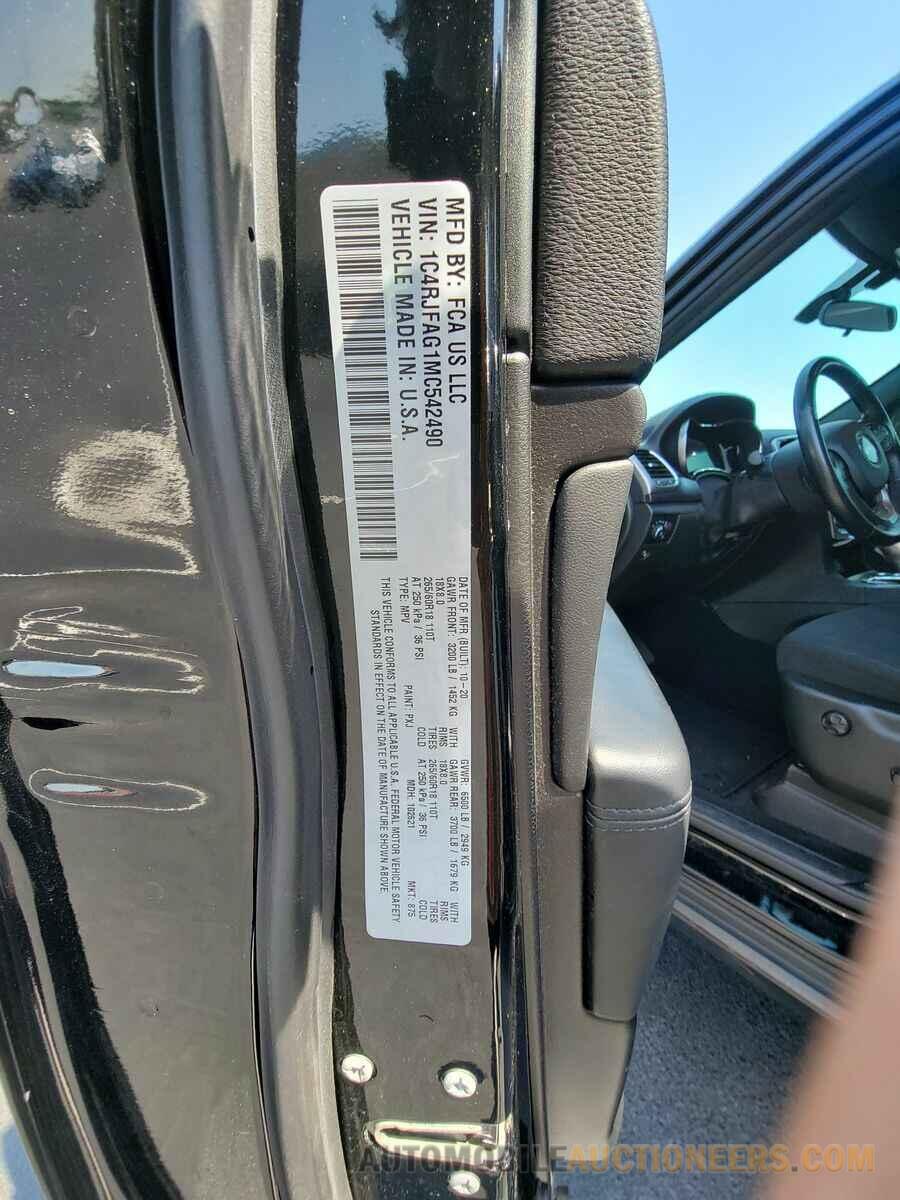 MFD BY: FCA US LLC
VIN: 1C4RJFAG1MC542490
VEHICLE MADE IN: U.S.A.
DATE OF MFR (BUILT): 10-20 GVWR: 6500 LB / 2949 KG
GAWR FRONT: 3200 LB / 1452 KG WITH GAWR REAR: 3700 LB / 1679 KG WITH
18X8.0 RIMS 18X8.0 RIMS
265/60R18 110T TIRES 265/60R18 110T TIRES
AT 250 kPa / 36 PSI COLD AT 250 kPa / 36 PSI COLD
TYPE: MPV PAINT: PXJ MDH: 102621 MKT: 875
THIS VEHICLE CONFORMS TO ALL APPLICABLE U.S.A. FEDERAL MOTOR VEHICLE SAFETY
STANDARDS IN EFFECT ON THE DATE OF MANUFACTURE SHOWN ABOVE.
AUTOMOBILEAUCTIONEERS.COM